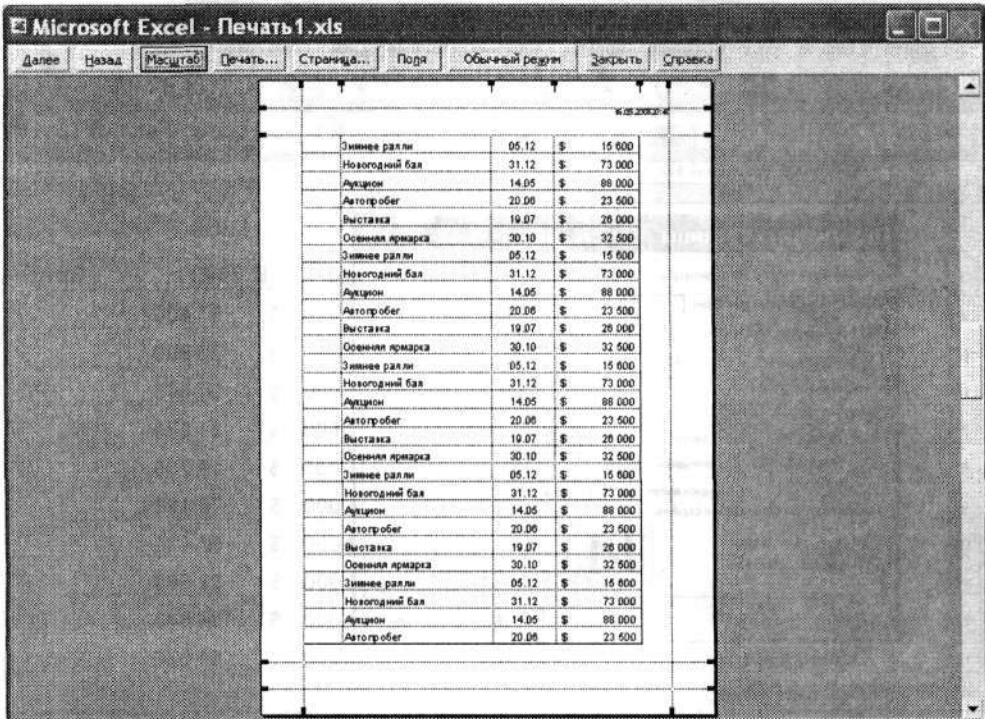 Microsoft Excel - Печать1.xls
Далее Назад Масштаб Печать... Страница... Поля Обычный режим Закрыть Справка
Зимнее ралли 05.12 $ 15 600
Новогодний бал 31.12 $ 73 000
Аукцион 14.05 $ 88 000
Автопробег 20.06 $ 23 500
Выставка 19.07 $ 26 000
Осенняя ярмарка 30.10 $ 32 500
Зимнее ралли 05.12 $ 15 600
Новогодний бал 31.12 $ 73 000
Аукцион 14.05 $ 88 000
Автопробег 20.06 $ 23 500
Выставка 19.07 $ 26 000
Осенняя ярмарка 30.10 $ 32 500
Зимнее ралли 05.12 $ 15 600
Новогодний бал 31.12 $ 73 000
Аукцион 14.05 $ 88 000
Автопробег 20.06 $ 23 500
Выставка 19.07 $ 26 000
Осенняя ярмарка 30.10 $ 32 500
Зимнее ралли 05.12 $ 15 600
Новогодний бал 31.12 $ 73 000
Аукцион 14.05 $ 88 000
Автопробег 20.06 $ 23 500
Выставка 19.07 $ 26 000
Осенняя ярмарка 30.10 $ 32 500
Зимнее ралли 05.12 $ 15 600
Новогодний бал 31.12 $ 73 000
Аукцион 14.05 $ 88 000
Автопробег 20.06 $ 23 500